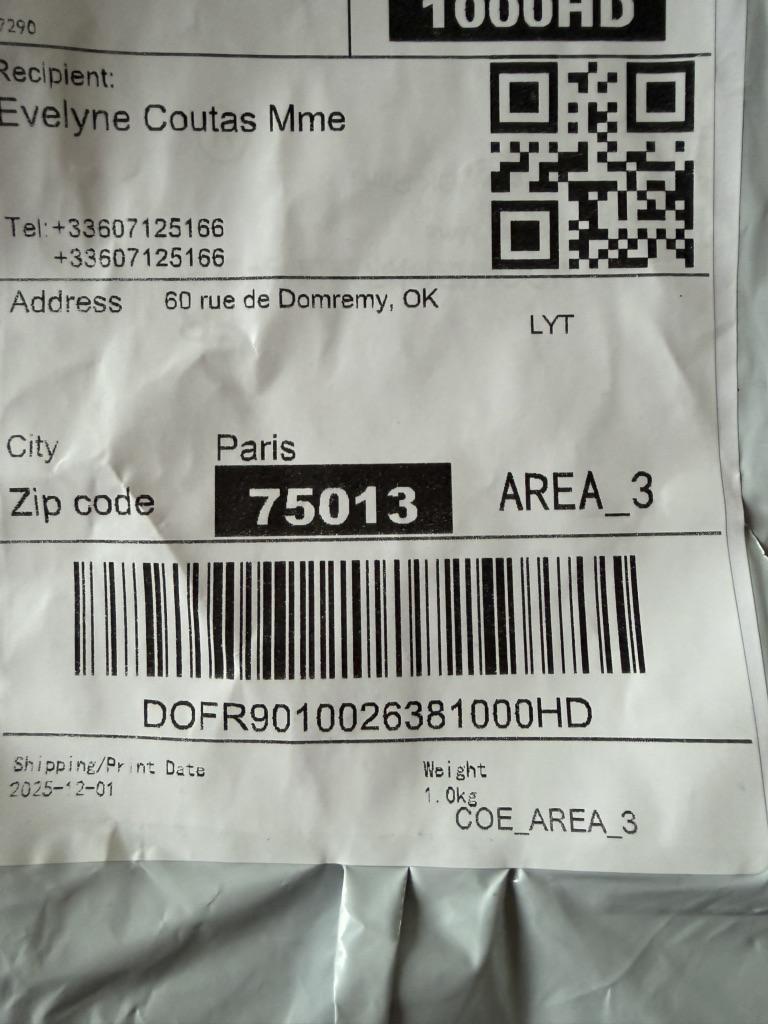 7290
1000HD
Recipient:
Evelyne Coutas Mme
Tel:+33607125166
+33607125166
Address 60 rue de Domremy, OK
LYT
City Paris
Zip code 75013 AREA_3
DOFR9010026381000HD
Shipping/Print Date Weight
2025-12-01 1.0kg
COE_AREA_3